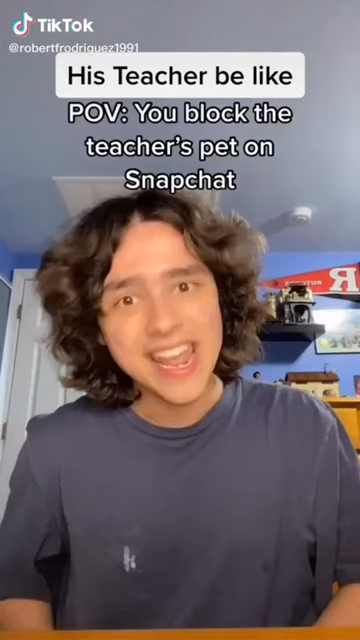 TikTok
@robertfrodriguez1991
His Teacher be like
POV: You block the
teacher's pet on
Snapchat